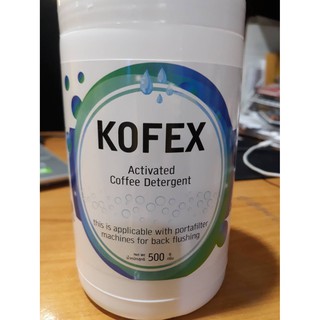 KOFEX
Activated
Coffee Detergent
this is applicable with portafilter
machines for back flushing
500